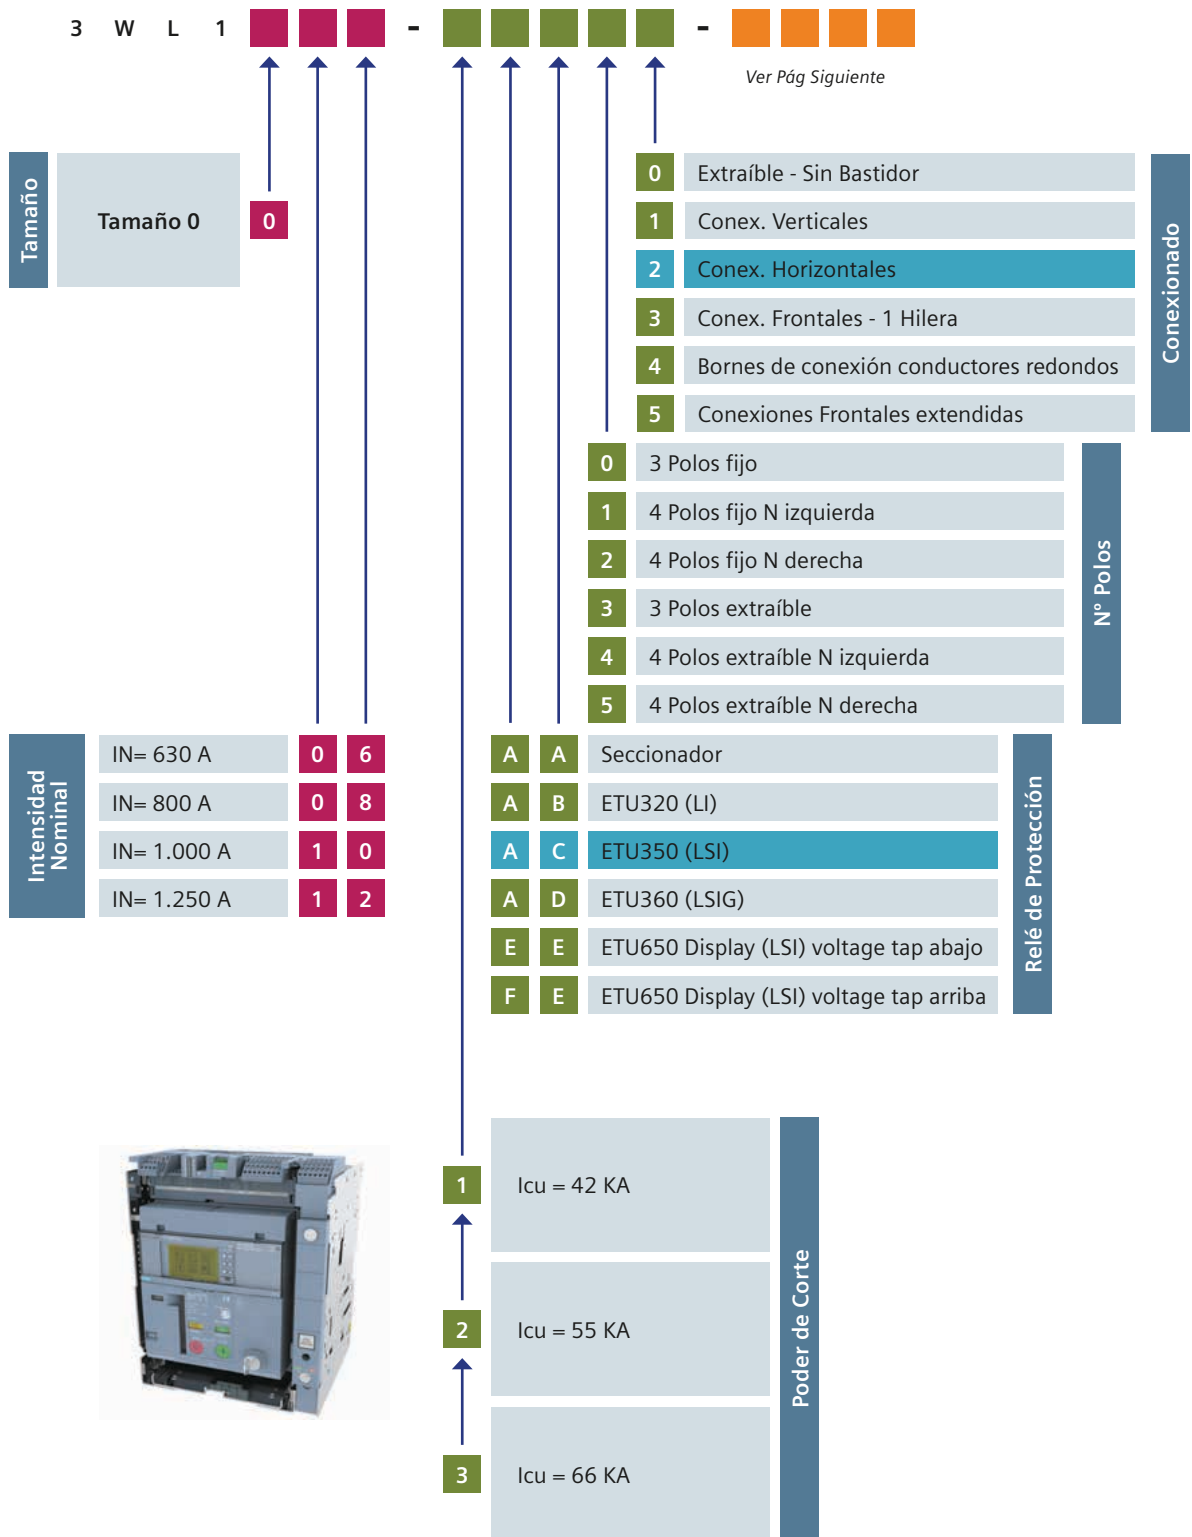 3 W L 1 - -
Ver Pág Siguiente
Tamaño
Tamaño 0
0
0 Extraíble - Sin Bastidor
1 Conex. Verticales
2 Conex. Horizontales
3 Conex. Frontales - 1 Hilera
4 Bornes de conexión conductores redondos
5 Conexiones Frontales extendidas
Conexionado
0 3 Polos fijo
1 4 Polos fijo N izquierda
2 4 Polos fijo N derecha
3 3 Polos extraíble
4 4 Polos extraíble N izquierda
5 4 Polos extraíble N derecha
N° Polos
Intensidad
Nominal
IN= 630 A 0 6
IN= 800 A 0 8
IN= 1.000 A 1 0
IN= 1.250 A 1 2
A A Seccionador
A B ETU320 (LI)
A C ETU350 (LSI)
A D ETU360 (LSIG)
E E ETU650 Display (LSI) voltage tap abajo
F E ETU650 Display (LSI) voltage tap arriba
Relé de Protección
1 Icu = 42 KA
2 Icu = 55 KA
3 Icu = 66 KA
Poder de Corte